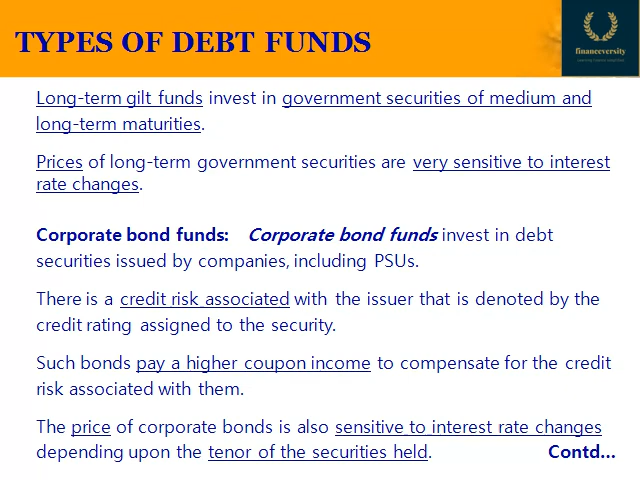 TYPES OF DEBT FUNDS
financeversity
Long-term gilt funds invest in government securities of medium and
long-term maturities.
Prices of long-term government securities are very sensitive to interest
rate changes.
Corporate bond funds: Corporate bond funds invest in debt
securities issued by companies, including PSUs.
There is a credit risk associated with the issuer that is denoted by the
credit rating assigned to the security.
Such bonds pay a higher coupon income to compensate for the credit
risk associated with them.
The price of corporate bonds is also sensitive to interest rate changes
depending upon the tenor of the securities held. Contd...